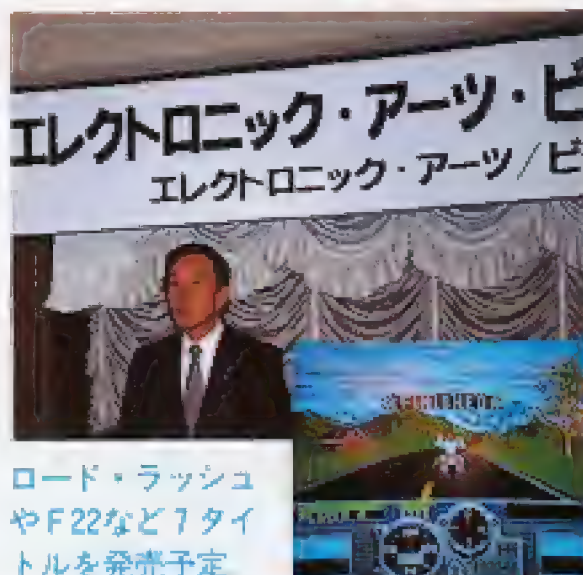 エレクトロニック・アーツ・ビ
エレクトロニック・アーツ/ビ
ロード・ラッシュ
やF22など7タイ
トルを発売予定